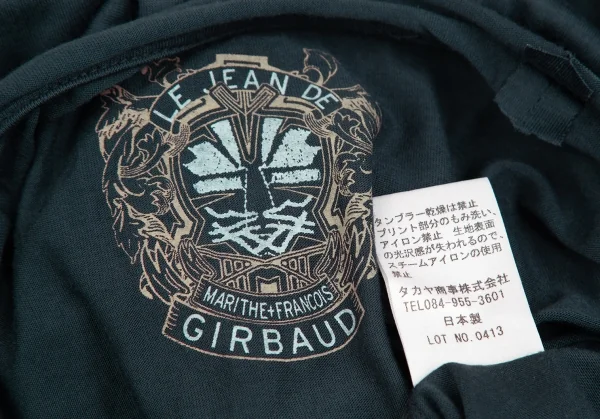 LE JEAN DE
MARITHE+FRANCOIS
GIRBAUD
タンブラー乾燥は禁止
プリント部分のもみ洗い、
アイロン禁止 生地表面
の光沢感が失われるので、
スチームアイロンの使用
禁止
タカヤ商事株式会社
TEL084-955-3601
日本製
LOT NO.0413